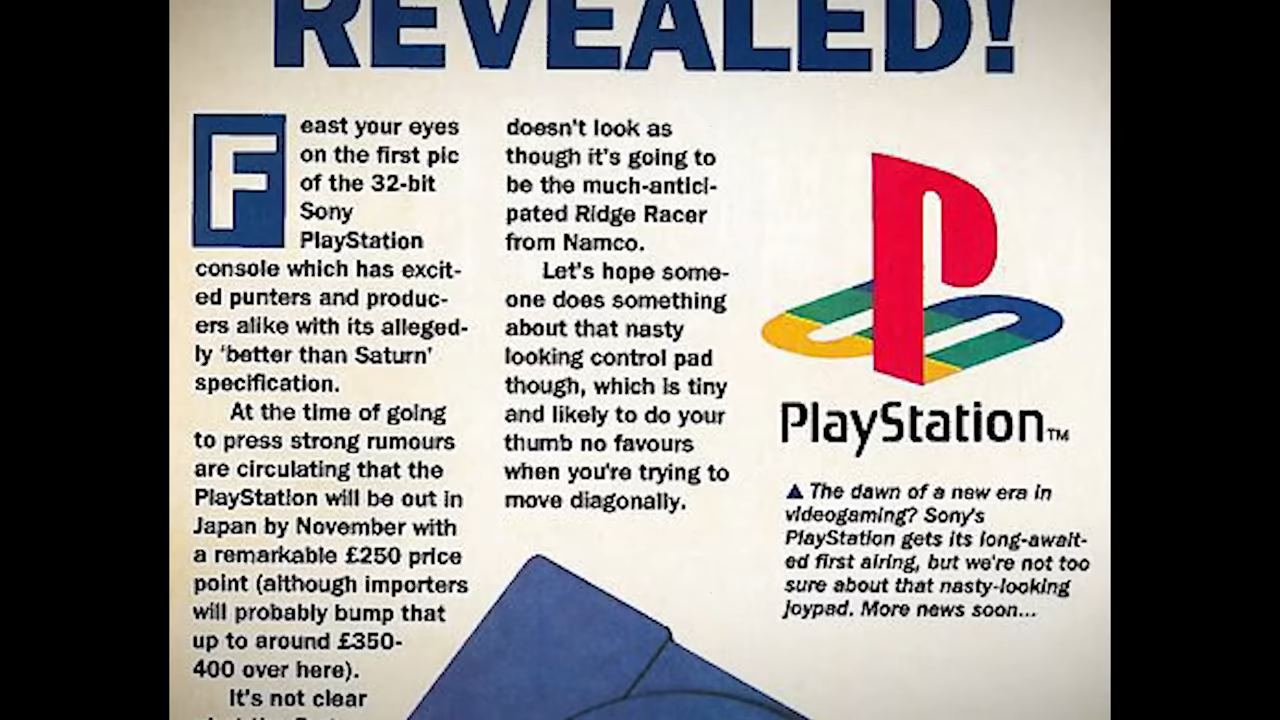 REVEALED!
Feast your eyes
on the first pic
of the 32-bit
Sony
PlayStation
console which has excit-
ed punters and produc-
ers alike with its alleged-
ly 'better than Saturn'
specification.
At the time of going
to press strong rumours
are circulating that the
PlayStation will be out in
Japan by November with
a remarkable £250 price
point (although importers
will probably bump that
up to around £350-
400 over here).
It's not clear
doesn't look as
though it's going to
be the much-antici-
pated Ridge Racer
from Namco.
Let's hope some-
one does something
about that nasty
looking control pad
though, which is tiny
and likely to do your
thumb no favours
when you're trying to
move diagonally.
PlayStation™
▲ The dawn of a new era in
videogaming? Sony's
PlayStation gets its long-await-
ed first airing, but we're not too
sure about that nasty-looking
joypad. More news soon...